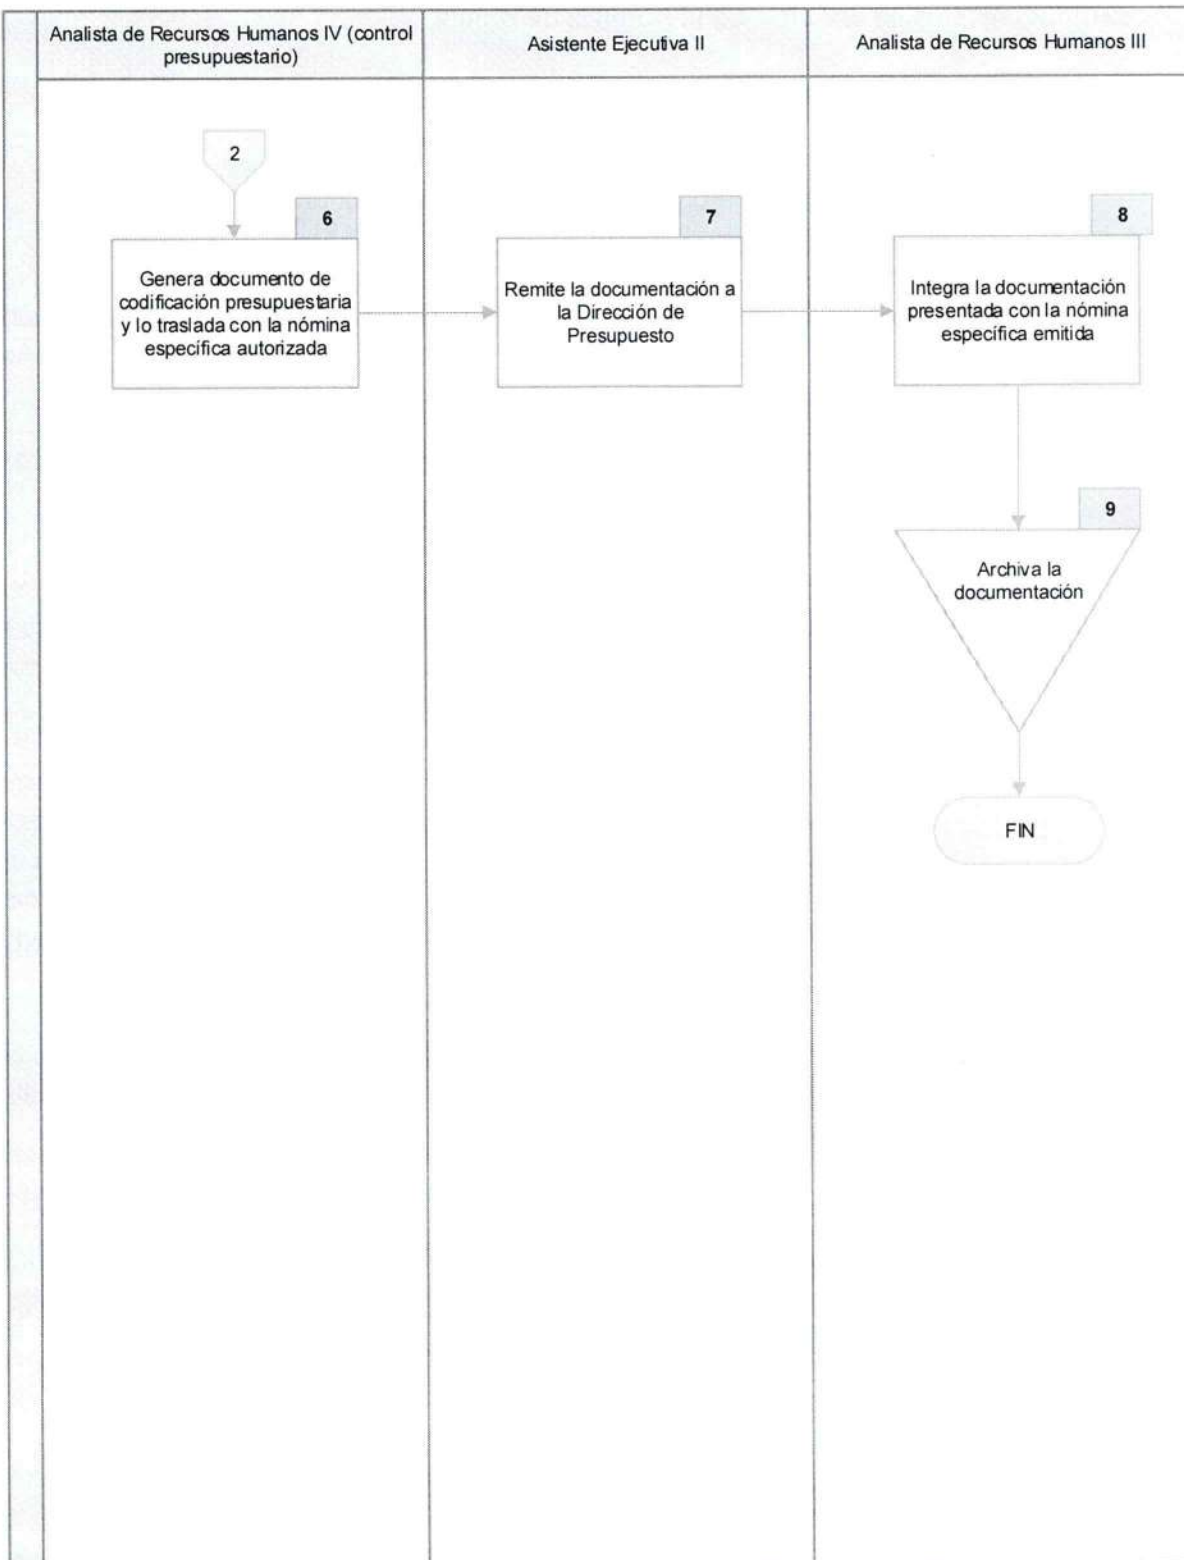 Analista de Recursos Humanos IV (control
presupuestario)
Asistente Ejecutiva II
Analista de Recursos Humanos III
2
6
Genera documento de
codificación presupuestaria
y lo traslada con la nómina
específica autorizada
7
Remite la documentación a
la Dirección de
Presupuesto
8
Integra la documentación
presentada con la nómina
específica emitida
9
Archiva la
documentación
FIN